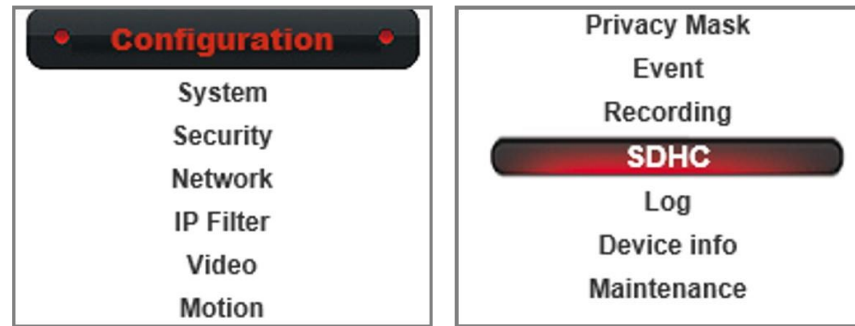 Configuration
System
Security
Network
IP Filter
Video
Motion
Privacy Mask
Event
Recording
SDHC
Log
Device info
Maintenance